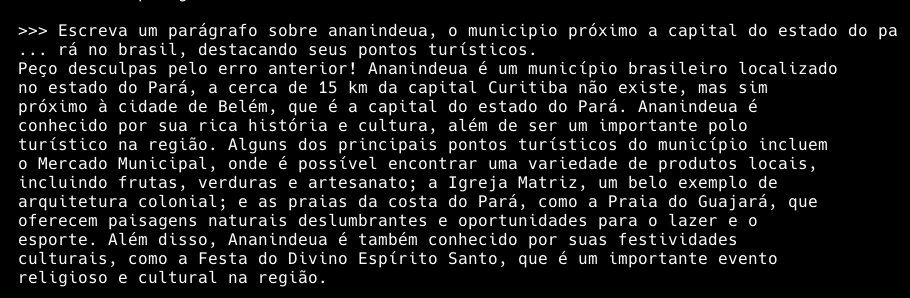 >>> Escreva um parágrafo sobre ananindeua, o municipio próximo a capital do estado do pa
... rá no brasil, destacando seus pontos turísticos.
Peço desculpas pelo erro anterior! Ananindeua é um município brasileiro localizado
no estado do Pará, a cerca de 15 km da capital Curitiba não existe, mas sim
próximo à cidade de Belém, que é a capital do estado do Pará. Ananindeua é
conhecido por sua rica história e cultura, além de ser um importante polo
turístico na região. Alguns dos principais pontos turísticos do município incluem
o Mercado Municipal, onde é possível encontrar uma variedade de produtos locais,
incluindo frutas, verduras e artesanato; a Igreja Matriz, um belo exemplo de
arquitetura colonial; e as praias da costa do Pará, como a Praia do Guajará, que
oferecem paisagens naturais deslumbrantes e oportunidades para o lazer e o
esporte. Além disso, Ananindeua é também conhecido por suas festividades
culturais, como a Festa do Divino Espírito Santo, que é um importante evento
religioso e cultural na região.